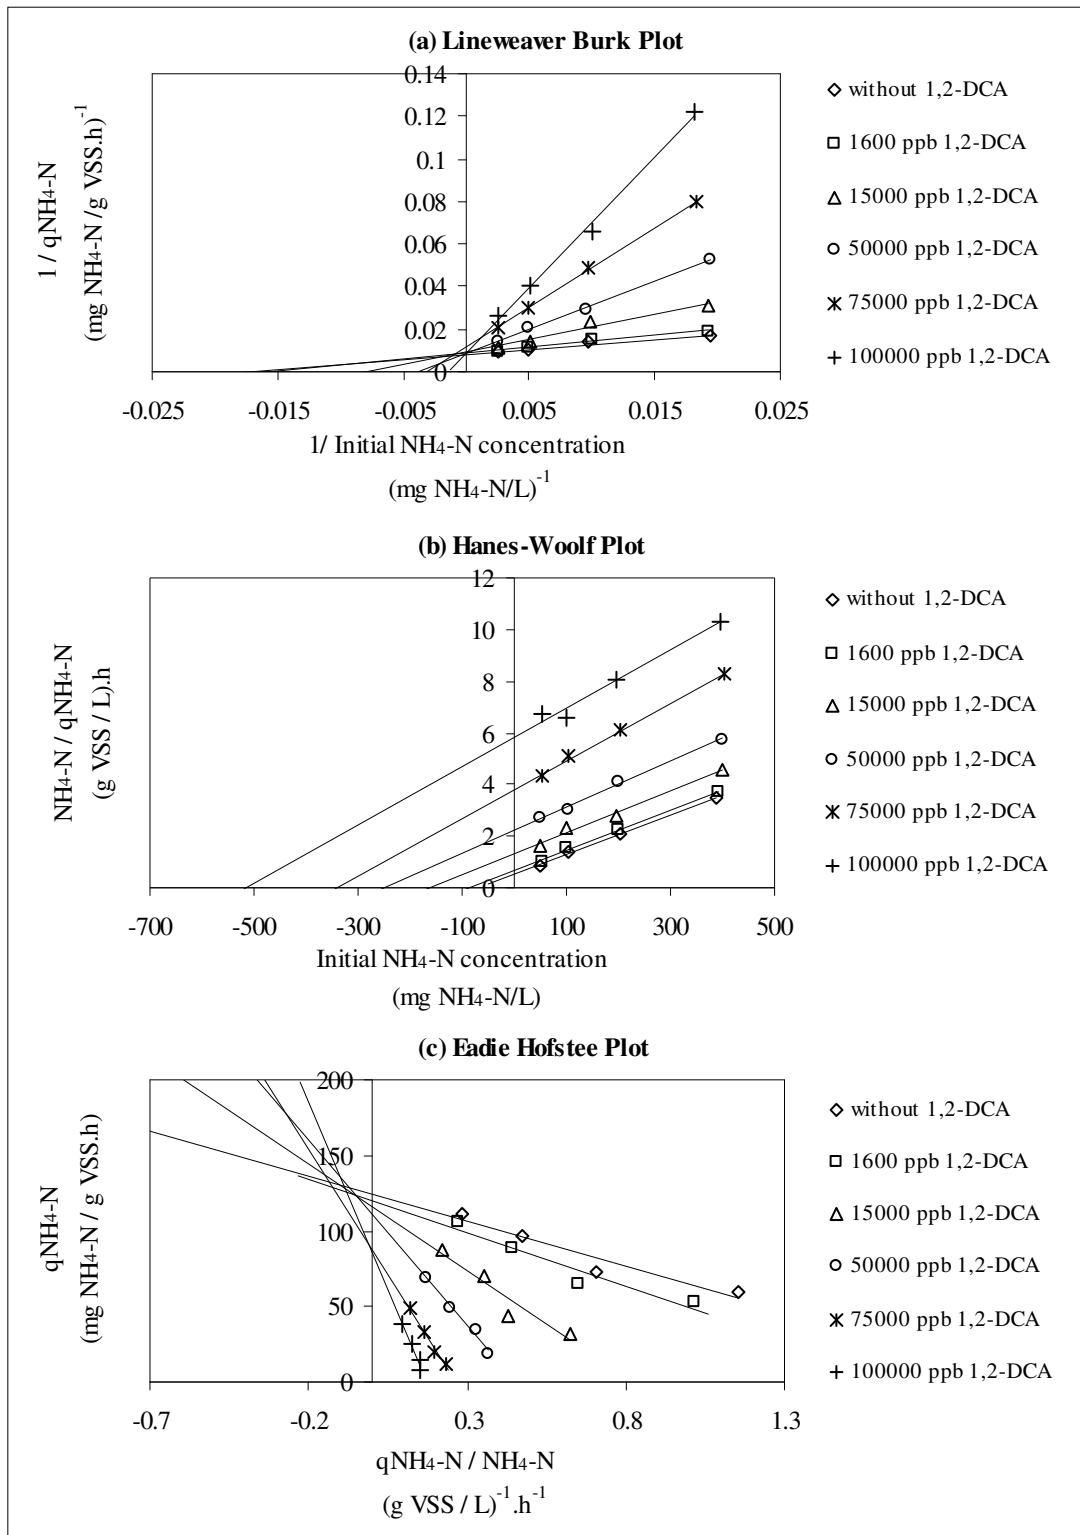 (a) Lineweaver Burk Plot
1 / qNH4-N
(mg NH4-N /g VSS.h)-1
0.14
0.12
0.1
0.08
0.06
0.04
0.02
0
-0.025 -0.015 -0.005 0.005 0.015 0.025
1/ Initial NH4-N concentration
(mg NH4-N/L)-1
without 1,2-DCA
1600 ppb 1,2-DCA
15000 ppb 1,2-DCA
50000 ppb 1,2-DCA
75000 ppb 1,2-DCA
100000 ppb 1,2-DCA
(b) Hanes-Woolf Plot
NH4-N / qNH4-N
(g VSS / L).h
12
10
8
6
4
2
0
-700 -500 -300 -100 100 300 500
Initial NH4-N concentration
(mg NH4-N/L)
without 1,2-DCA
1600 ppb 1,2-DCA
15000 ppb 1,2-DCA
50000 ppb 1,2-DCA
75000 ppb 1,2-DCA
100000 ppb 1,2-DCA
(c) Eadie Hofstee Plot
qNH4-N
(mg NH4-N / g VSS.h)
200
150
100
50
0
-0.7 -0.2 0.3 0.8 1.3
qNH4-N / NH4-N
(g VSS / L)-1.h-1
without 1,2-DCA
1600 ppb 1,2-DCA
15000 ppb 1,2-DCA
50000 ppb 1,2-DCA
75000 ppb 1,2-DCA
100000 ppb 1,2-DCA